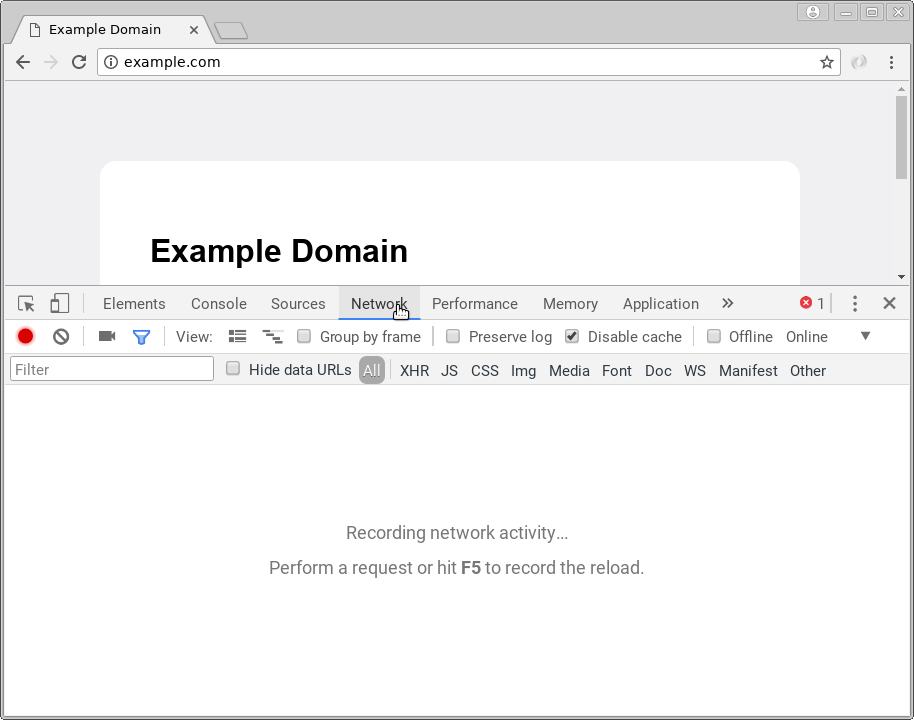 Example Domain
example.com
Example Domain
Elements Console Sources Network Performance Memory Application » 1
View: Group by frame Preserve log Disable cache Offline Online
Filter Hide data URLs All XHR JS CSS Img Media Font Doc WS Manifest Other
Recording network activity…
Perform a request or hit F5 to record the reload.